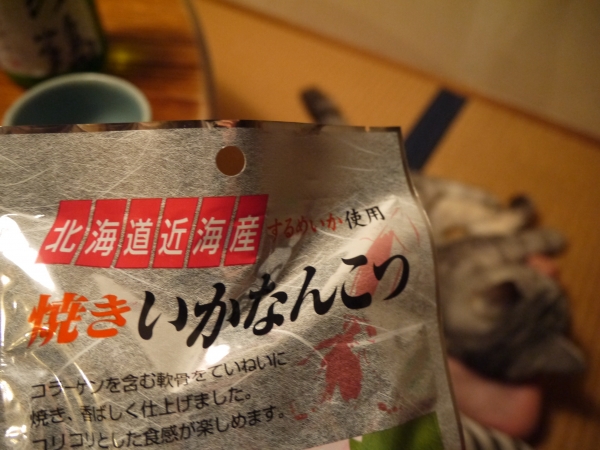 北海道近海産 するめいか使用
焼きいかなんこつ
コラーゲンを含む軟骨をていねいに
焼き、香ばしく仕上げました。
コリコリとした食感が楽しめます。